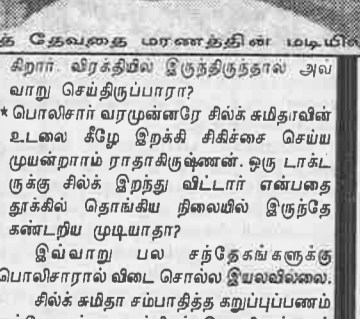 த் தேவதை மரணத்தின் மடியில்
கிறார். விரக்தியில் இருந்திருந்தால் அவ்
வாறு செய்திருப்பாரா?
* பொலிசார் வரமுன்னரே சில்க் சுமிதாவின்
உடலை கீழே இறக்கி சிகிச்சை செய்ய
முயன்றாராம் ராதாகிருஷ்ணன். ஒரு டாக்ட
ருக்கு சில்க் இறந்து விட்டார் என்பதை
தூக்கில் தொங்கிய நிலையில் இருந்தே
கண்டறிய முடியாதா?
இவ்வாறு பல சந்தேகங்களுக்கு
பொலிசாரால் விடை சொல்ல இயலவில்லை.
சில்க் சுமிதா சம்பாதித்த கறுப்புப்பணம்